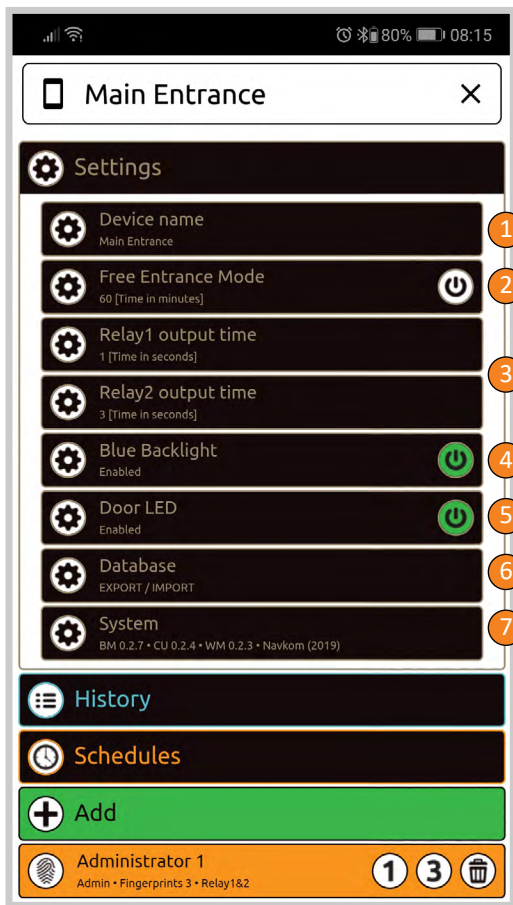 80% 08:15
Main Entrance
Settings
Device name
Main Entrance
1
Free Entrance Mode
60 [Time in minutes]
2
Relay1 output time
1 [Time in seconds]
3
Relay2 output time
3 [Time in seconds]
Blue Backlight
Enabled
4
Door LED
Enabled
5
Database
EXPORT / IMPORT
6
System
BM 0.2.7 • CU 0.2.4 • WM 0.2.3 • Navkom (2019)
7
History
Schedules
Add
Administrator 1
Admin • Fingerprints 3 • Relay1&2
1 3